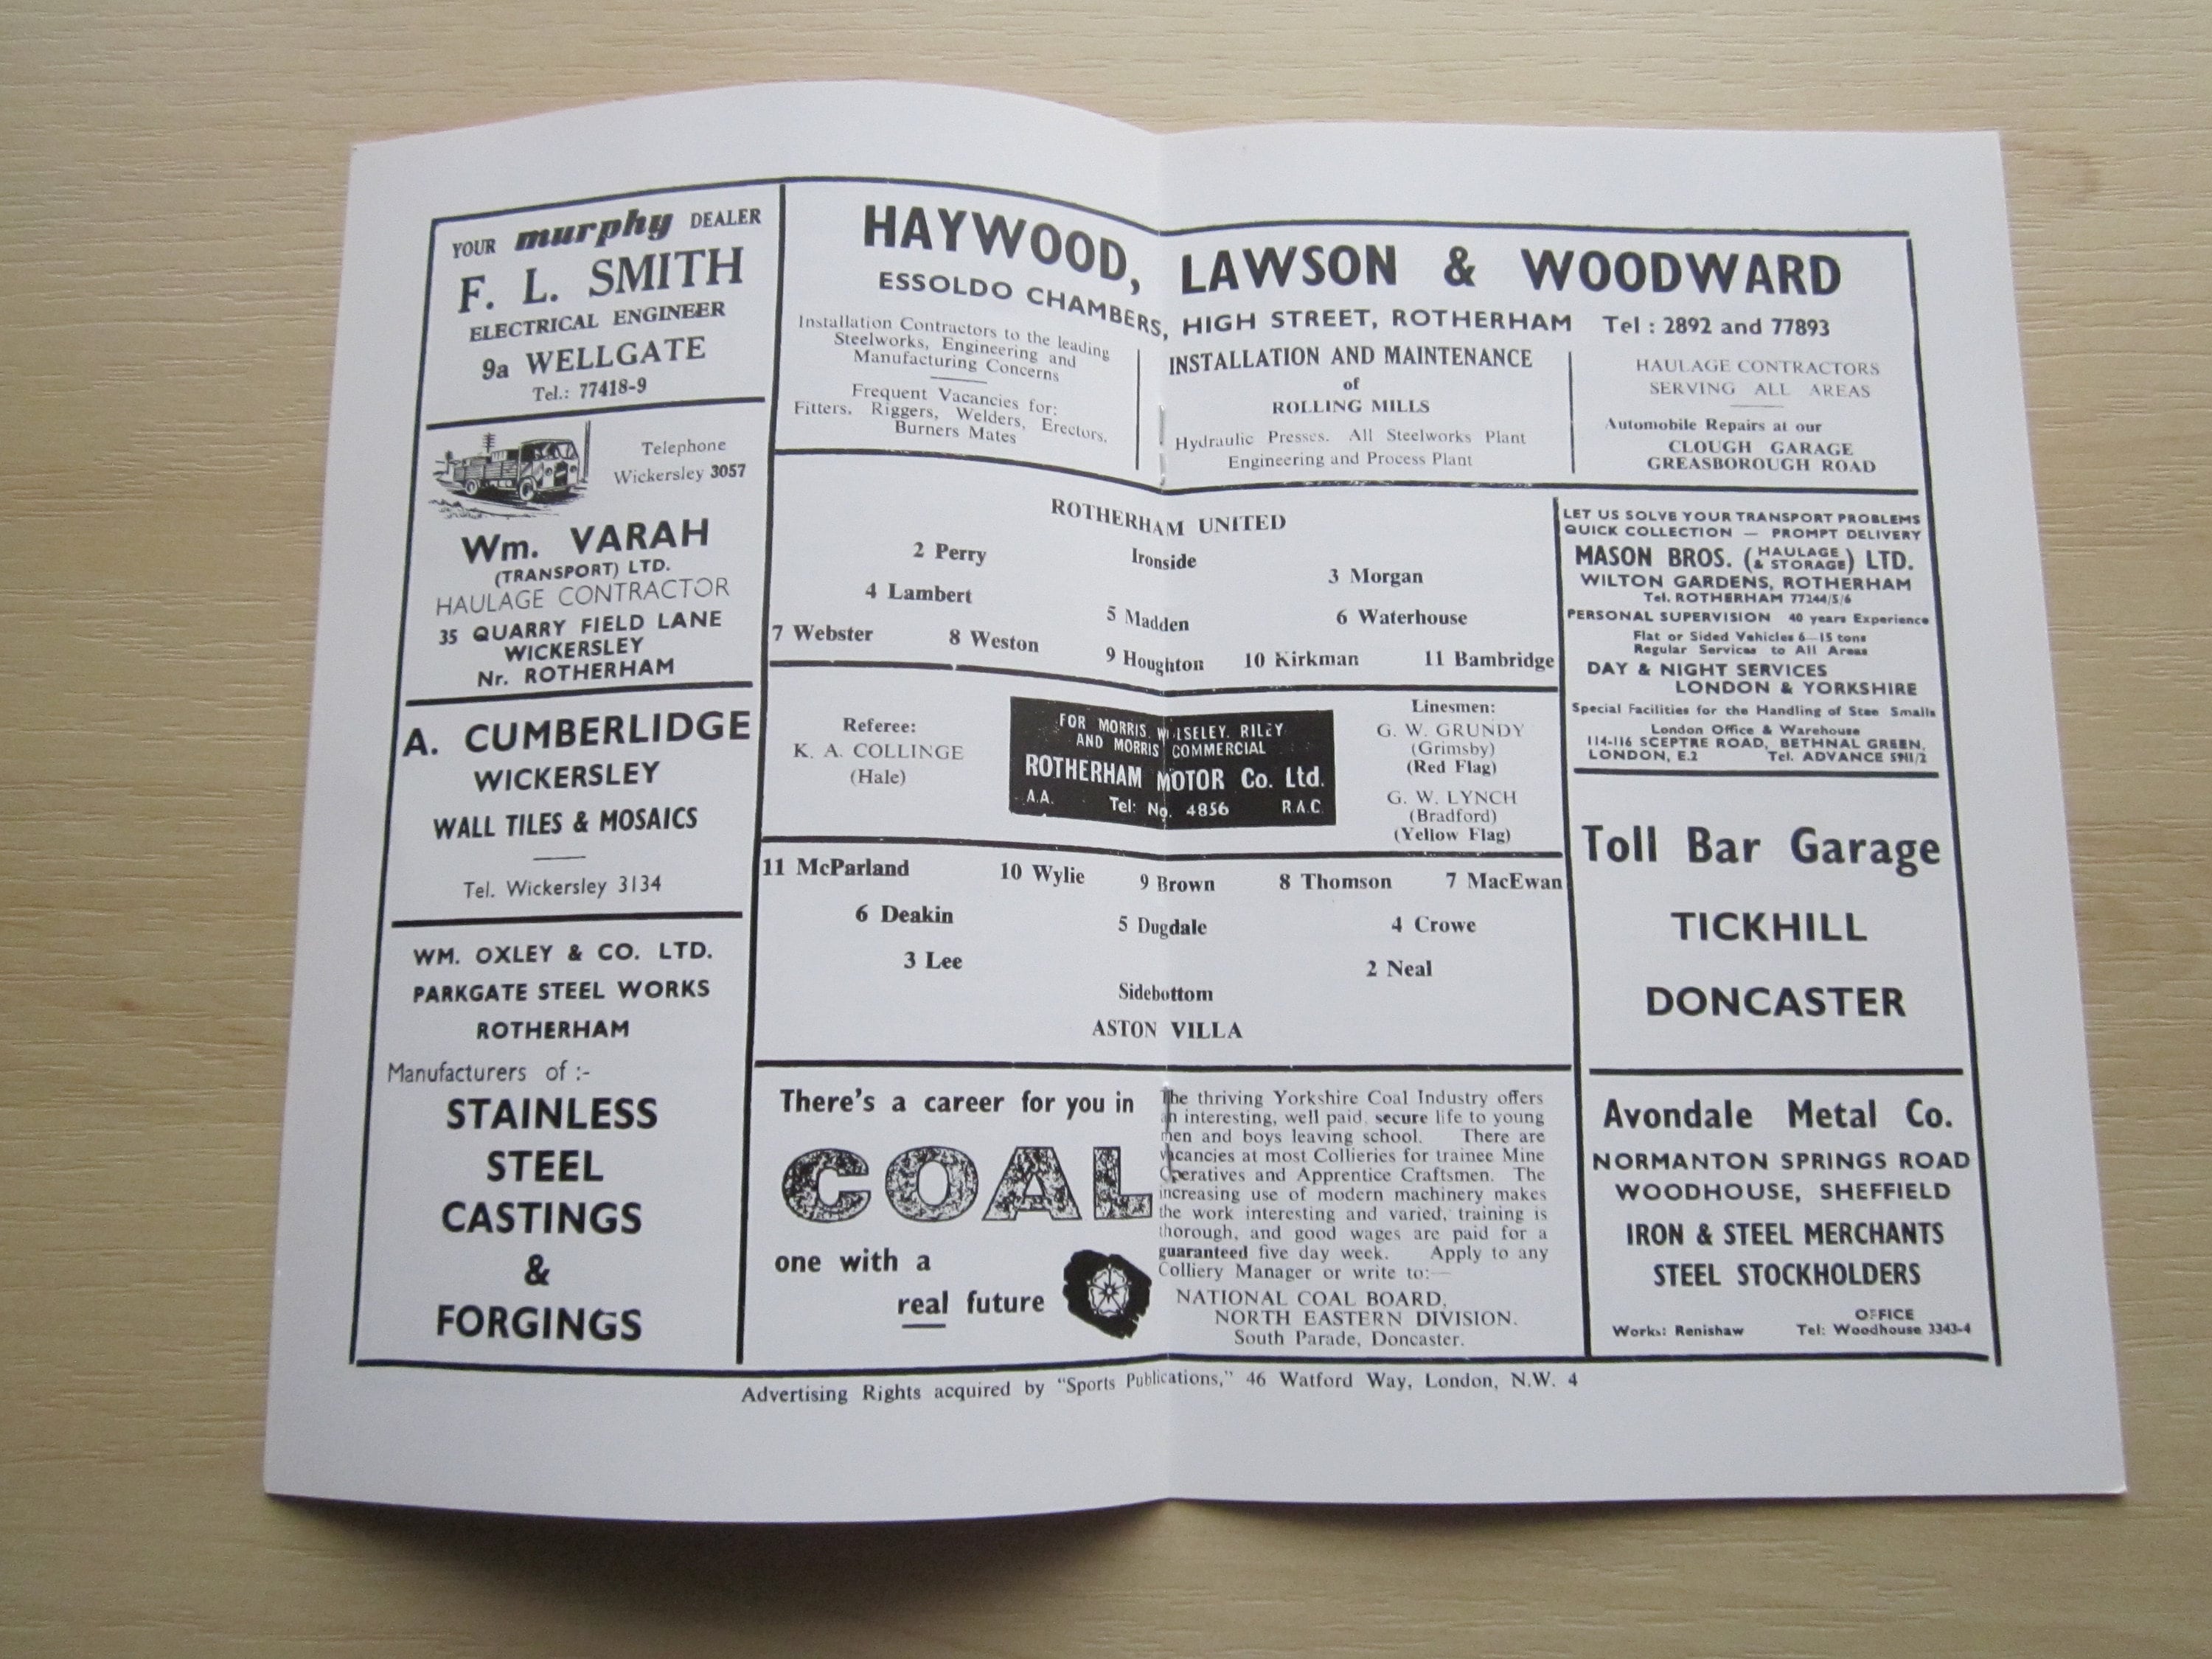 YOUR murphy DEALER
F. L. SMITH
ELECTRICAL ENGINEER
9a WELLGATE
Tel.: 77418-9
Telephone
Wickersley 3057
Wm. VARAH
(TRANSPORT) LTD.
HAULAGE CONTRACTOR
35 QUARRY FIELD LANE
WICKERSLEY
Nr. ROTHERHAM
A. CUMBERLIDGE
WICKERSLEY
WALL TILES & MOSAICS
Tel. Wickersley 3134
WM. OXLEY & CO. LTD.
PARKGATE STEEL WORKS
ROTHERHAM
Manufacturers of :-
STAINLESS
STEEL
CASTINGS
&
FORGINGS
HAYWOOD, LAWSON & WOODWARD
ESSOLDO CHAMBERS, HIGH STREET, ROTHERHAM Tel : 2892 and 77893
Installation Contractors to the leading
Steelworks, Engineering and
Manufacturing Concerns
Frequent Vacancies for:
Fitters, Riggers, Welders, Erectors,
Burners Mates
INSTALLATION AND MAINTENANCE
of
ROLLING MILLS
Hydraulic Presses. All Steelworks Plant
Engineering and Process Plant
HAULAGE CONTRACTORS
SERVING ALL AREAS
Automobile Repairs at our
CLOUGH GARAGE
GREASBOROUGH ROAD
ROTHERHAM UNITED
Ironside
2 Perry 3 Morgan
4 Lambert 5 Madden 6 Waterhouse
7 Webster 8 Weston 9 Houghton 10 Kirkman 11 Bambridge
Referee:
K. A. COLLINGE
(Hale)
FOR MORRIS, WOLSELEY, RILEY
AND MORRIS COMMERCIAL
ROTHERHAM MOTOR Co. Ltd.
A.A. Tel: No. 4856 R.A.C.
Linesmen:
G. W. GRUNDY
(Grimsby)
(Red Flag)
G. W. LYNCH
(Bradford)
(Yellow Flag)
11 McParland 10 Wylie 9 Brown 8 Thomson 7 MacEwan
6 Deakin 5 Dugdale 4 Crowe
3 Lee 2 Neal
Sidebottom
ASTON VILLA
There's a career for you in
COAL
one with a
real future
The thriving Yorkshire Coal Industry offers
an interesting, well paid, secure life to young
men and boys leaving school. There are
vacancies at most Collieries for trainee Mine
Operatives and Apprentice Craftsmen. The
increasing use of modern machinery makes
the work interesting and varied, training is
thorough, and good wages are paid for a
guaranteed five day week. Apply to any
Colliery Manager or write to:—
NATIONAL COAL BOARD,
NORTH EASTERN DIVISION.
South Parade, Doncaster.
LET US SOLVE YOUR TRANSPORT PROBLEMS
QUICK COLLECTION — PROMPT DELIVERY
MASON BROS. (HAULAGE & STORAGE) LTD.
WILTON GARDENS, ROTHERHAM
Tel. ROTHERHAM 77244/5/6
PERSONAL SUPERVISION 40 years Experience
Flat or Sided Vehicles 6—15 tons
Regular Services to All Areas
DAY & NIGHT SERVICES
LONDON & YORKSHIRE
Special Facilities for the Handling of Stee Smalls
London Office & Warehouse
114-116 SCEPTRE ROAD, BETHNAL GREEN,
LONDON, E.2 Tel. ADVANCE 5911/2
Toll Bar Garage
TICKHILL
DONCASTER
Avondale Metal Co.
NORMANTON SPRINGS ROAD
WOODHOUSE, SHEFFIELD
IRON & STEEL MERCHANTS
STEEL STOCKHOLDERS
OFFICE
Works: Renishaw Tel: Woodhouse 3343-4
Advertising Rights acquired by "Sports Publications," 46 Watford Way, London, N.W. 4